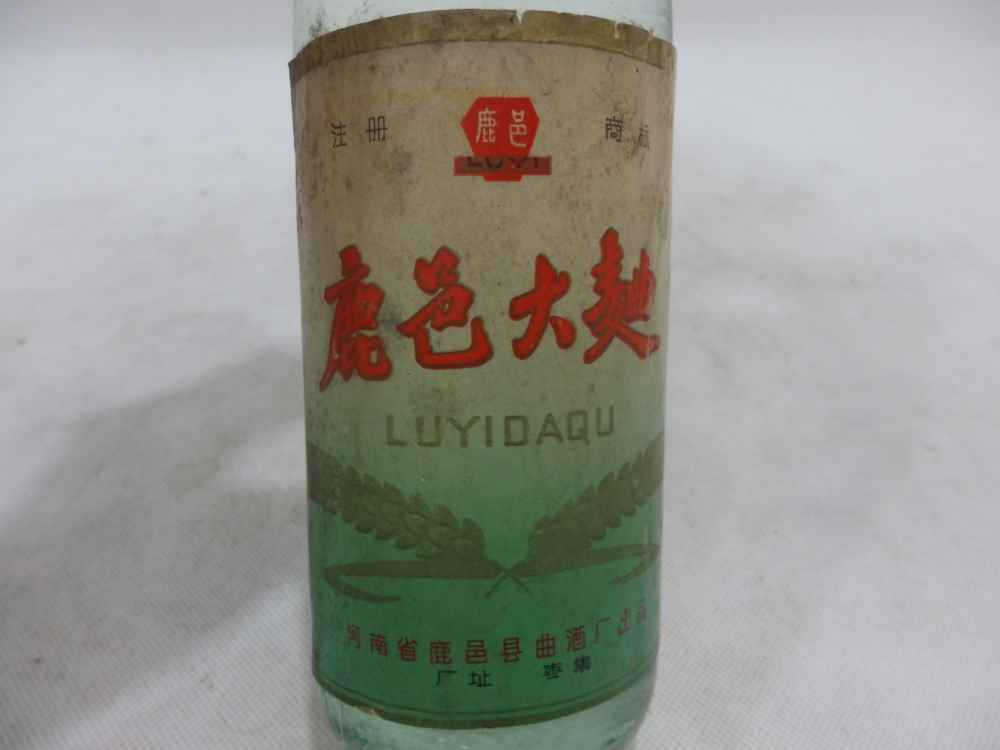 注册 鹿邑 商标
LUYI
鹿邑大麯
LUYIDAQU
河南省鹿邑县曲酒厂出品
厂址 枣集